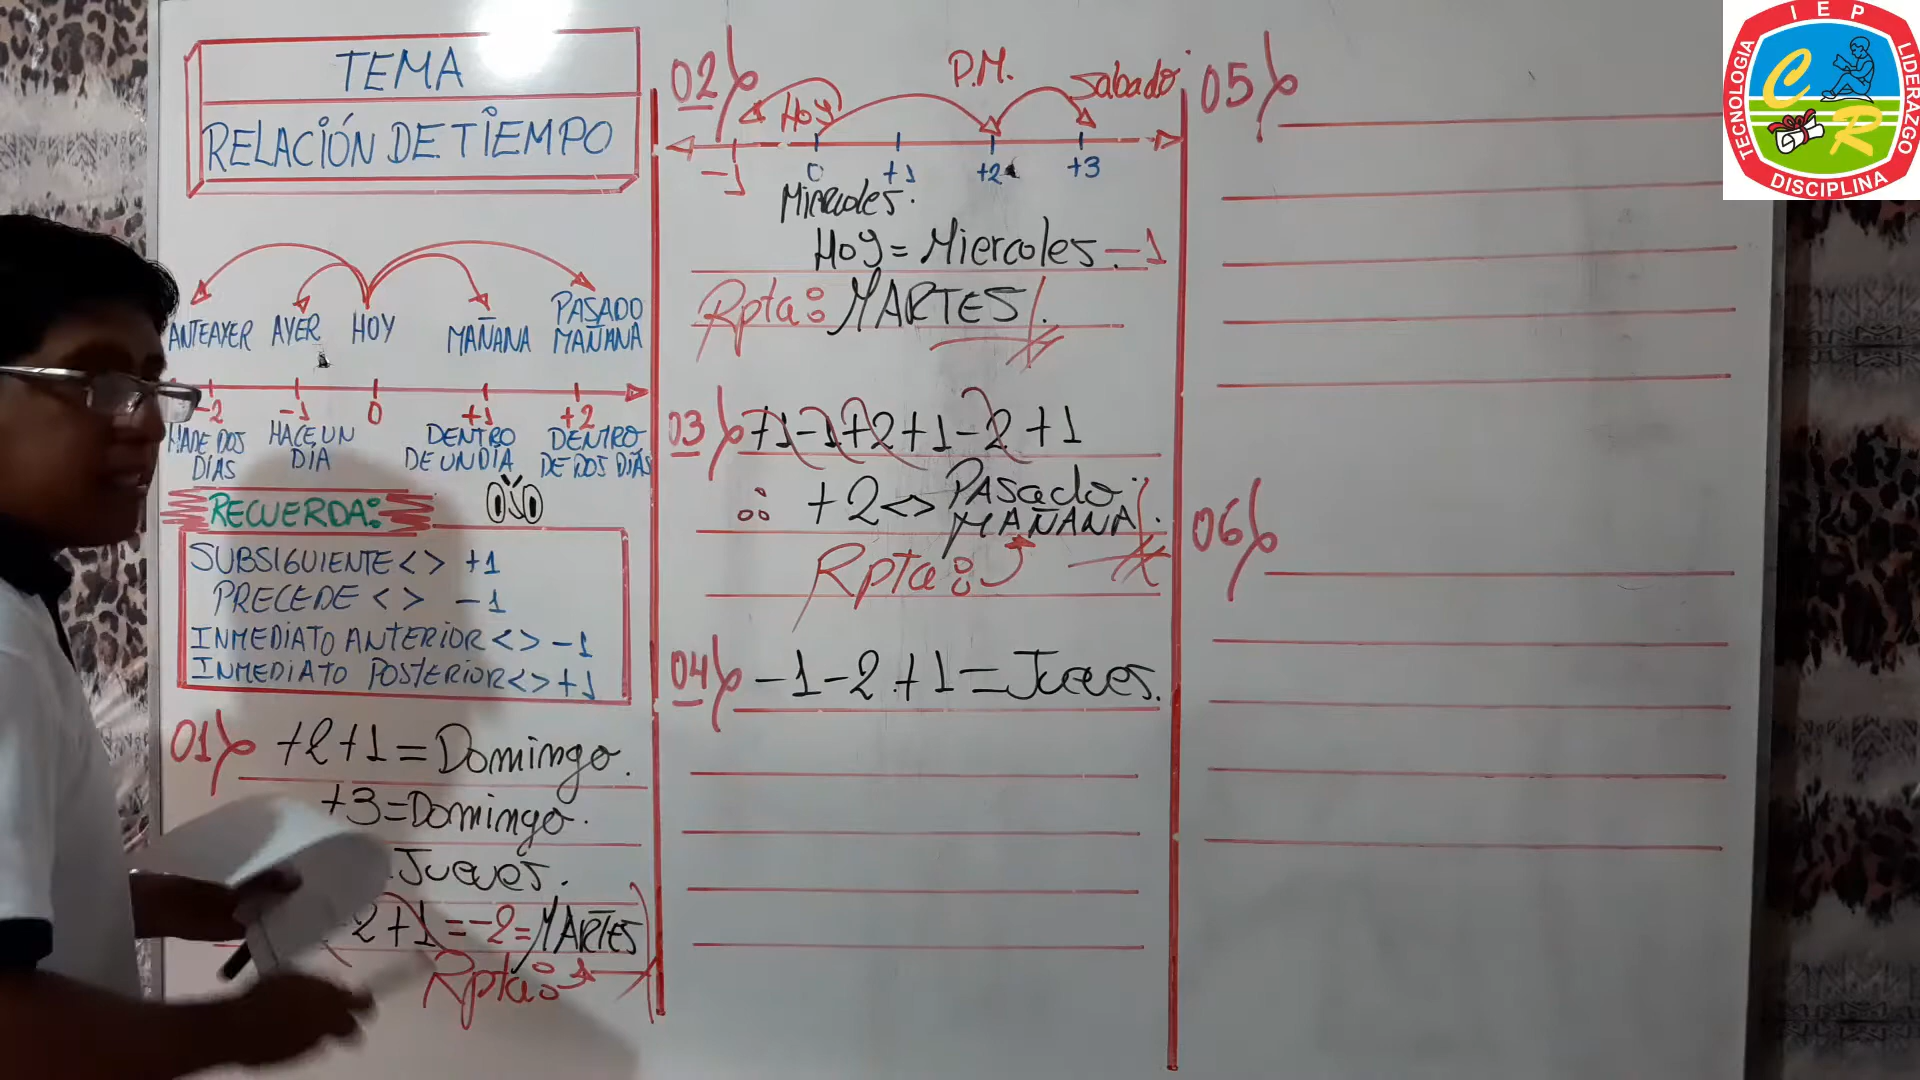 TEMA
RELACIÓN DE TIEMPO
ANTEAYER AYER HOY MAÑANA PASADO MAÑANA
-2 -1 0 +1 +2
HACE DOS DÍAS
HACE UN DÍA
DENTRO DE UN DÍA
DENTRO DE DOS DÍAS
RECUERDA:
OJO
SUBSIGUIENTE <> +1
PRECEDE <> -1
INMEDIATO ANTERIOR <> -1
INMEDIATO POSTERIOR <> +1
01) +2+1=Domingo.
+3=Domingo.
Jueves.
2+1=-2=MARTES
Rpta:
02)
Hoy P.M. Sabado
-1 0 +1 +2 +3
Miercoles.
Hoy = Miercoles -1
Rpta: MARTES
03) +1-1+2+1-2+1
∴ +2 <> PASado MAÑANA.
Rpta:
04) -1-2+1=Jueves.
05)
06)
I E P
TECNOLOGIA
LIDERAZGO
DISCIPLINA
C R